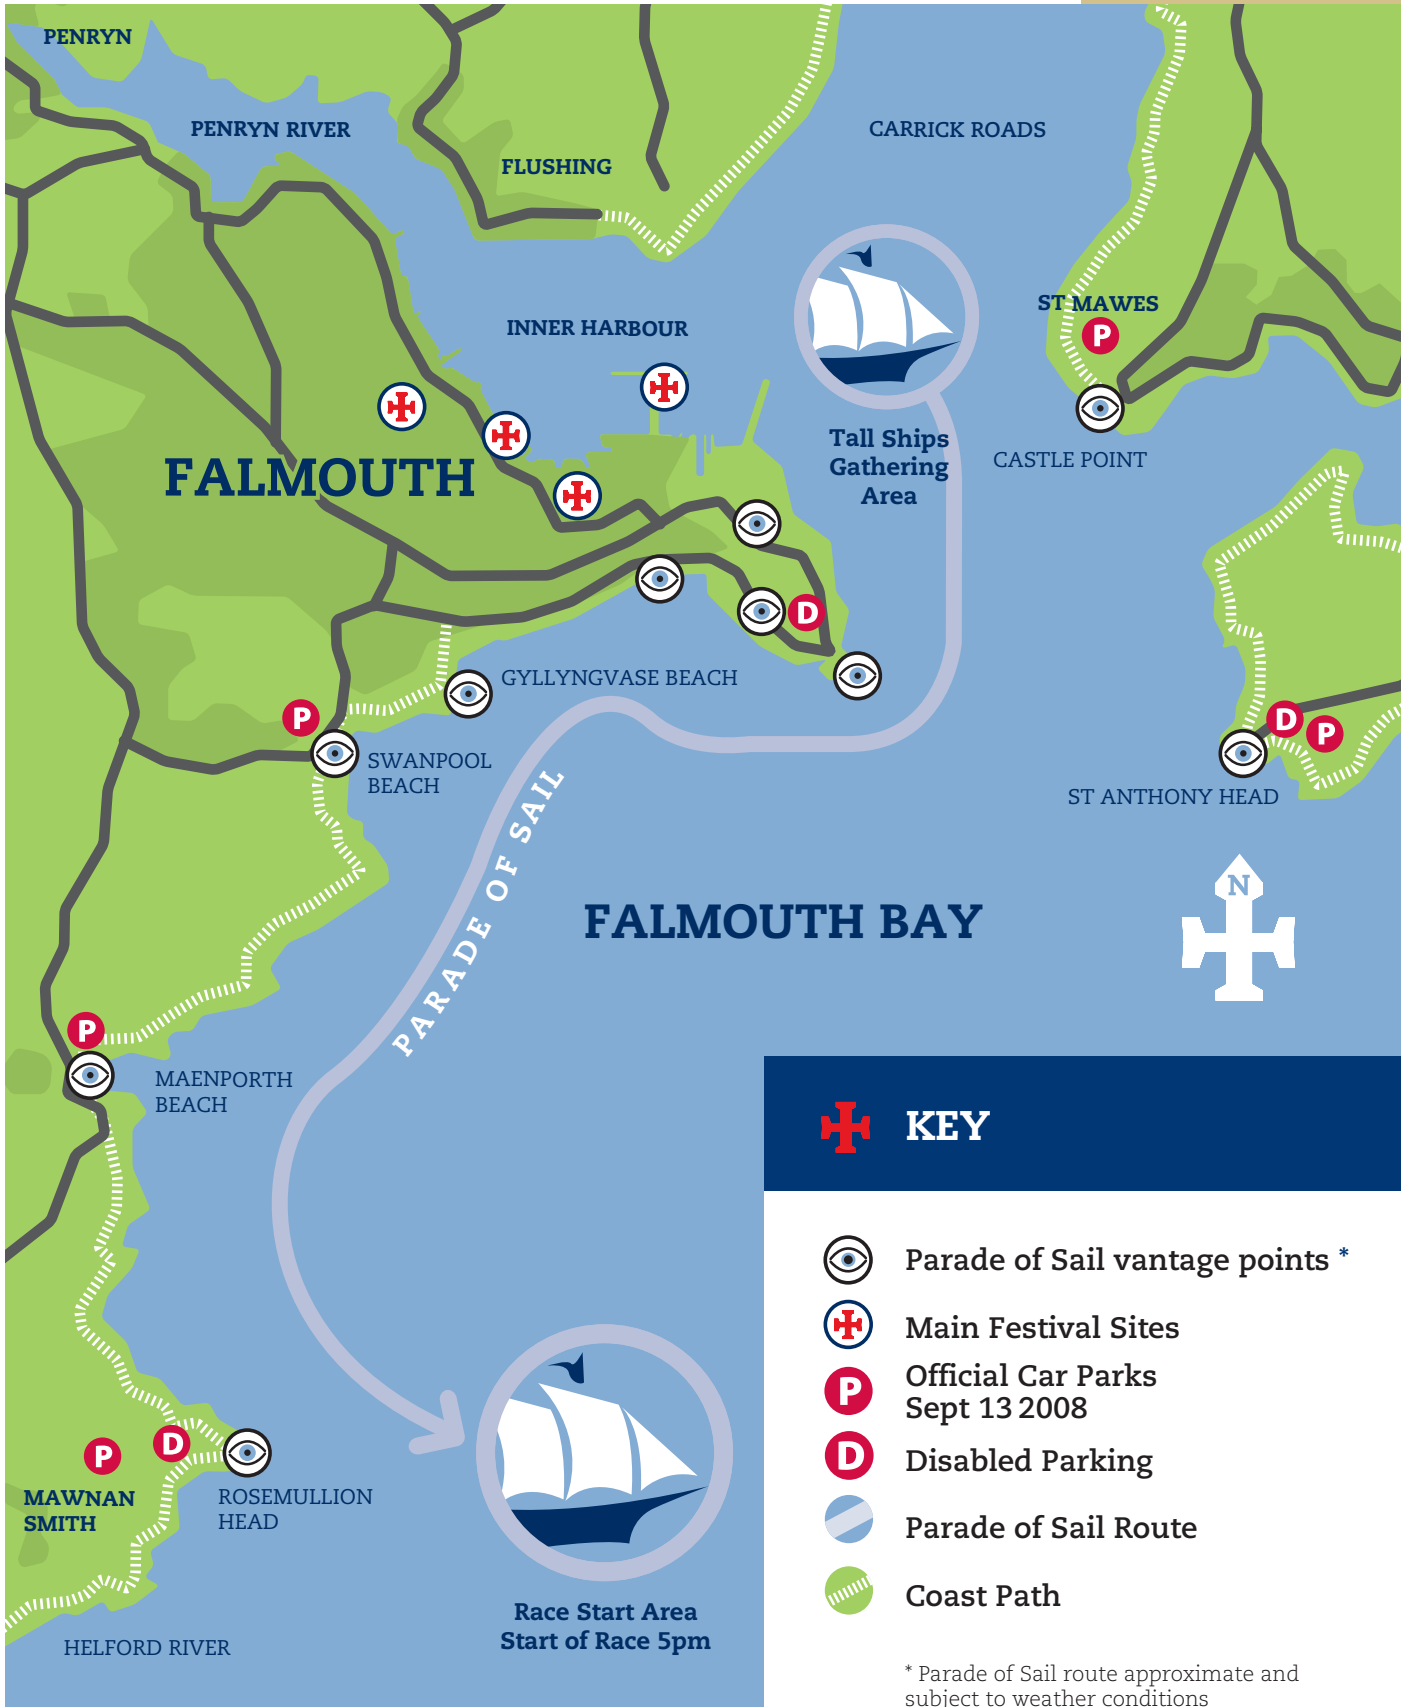 PENRYN
PENRYN RIVER
CARRICK ROADS
FLUSHING
ST MAWES
P
INNER HARBOUR
Tall Ships
Gathering
Area
CASTLE POINT
FALMOUTH
D
GYLLYNGVASE BEACH
P
SWANPOOL
BEACH
D
P
ST ANTHONY HEAD
PARADE OF SAIL
N
FALMOUTH BAY
P
MAENPORTH
BEACH
P
D
MAWNAN
SMITH
ROSEMULLION
HEAD
HELFORD RIVER
Race Start Area
Start of Race 5pm
KEY
Parade of Sail vantage points *
Main Festival Sites
P
Official Car Parks
Sept 13 2008
D
Disabled Parking
Parade of Sail Route
Coast Path
* Parade of Sail route approximate and
subject to weather conditions